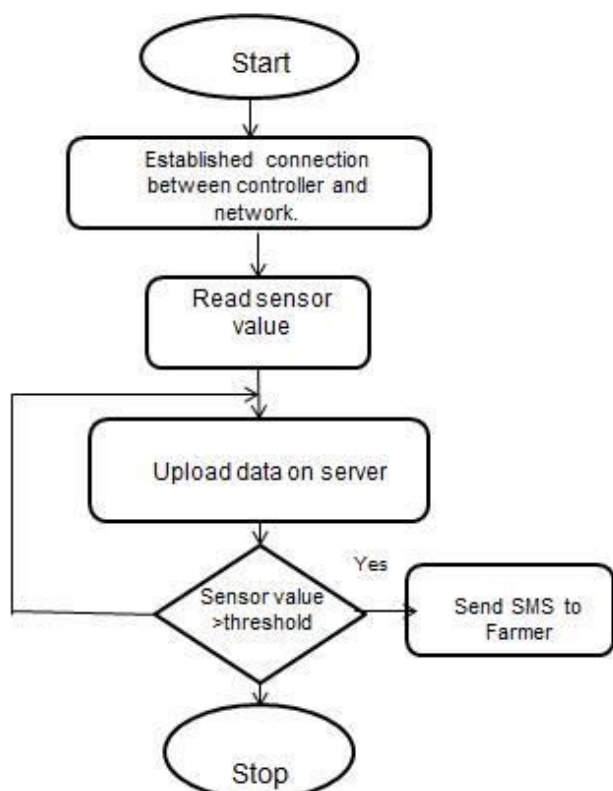 Start
Established connection
between controller and
network.
Read sensor
value
Upload data on server
Yes
Sensor value
>threshold
Send SMS to
Farmer
Stop